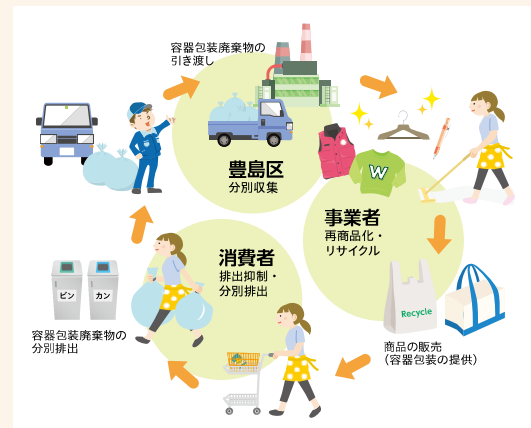 容器包装廃棄物の
引き渡し
豊島区
分別収集
W
事業者
再商品化・
リサイクル
消費者
排出抑制・
分別排出
ビン
カン
Recycle
容器包装廃棄物の
分別排出
商品の販売
（容器包装の提供）